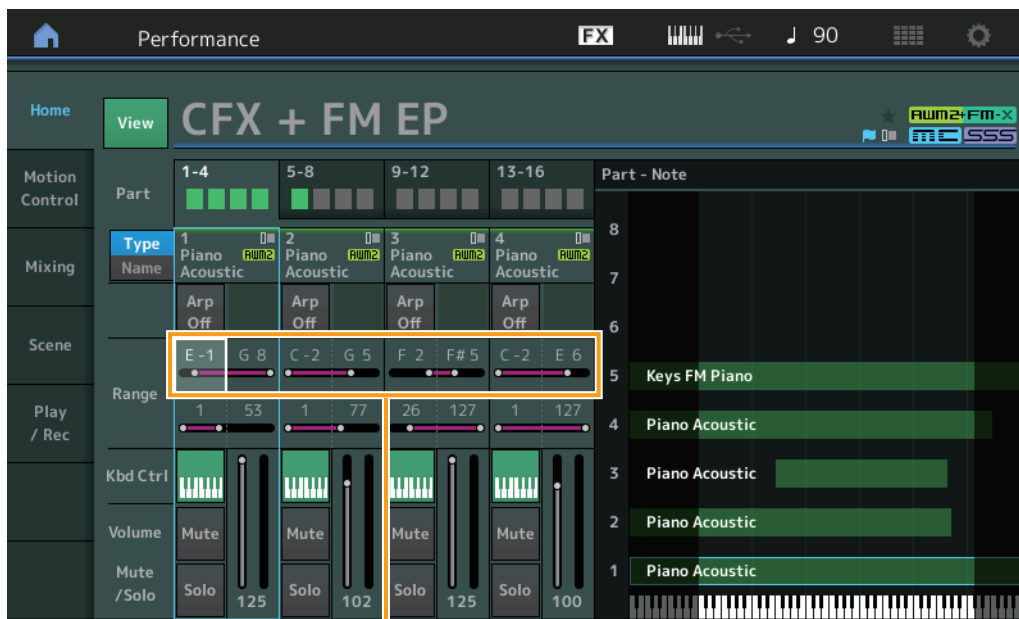 Performance FX 90
Home View CFX + FM EP AWM2+FM-X
MC SSS
Motion Control
Part 1-4 5-8 9-12 13-16 Part - Note
Type 1 2 3 4 8
Name Piano AWM2 Piano AWM2 Piano AWM2 Piano AWM2
Acoustic Acoustic Acoustic Acoustic
Mixing 7
Arp Off Arp Off Arp Off Arp Off
6
Scene E -1 G 8 C -2 G 5 F 2 F# 5 C -2 E 6
5 Keys FM Piano
Range
Play / Rec 1 53 1 77 26 127 1 127
4 Piano Acoustic
Kbd Ctrl 3 Piano Acoustic
Volume Mute Mute Mute Mute 2 Piano Acoustic
Mute /Solo Solo 125 Solo 102 Solo 125 Solo 100 1 Piano Acoustic